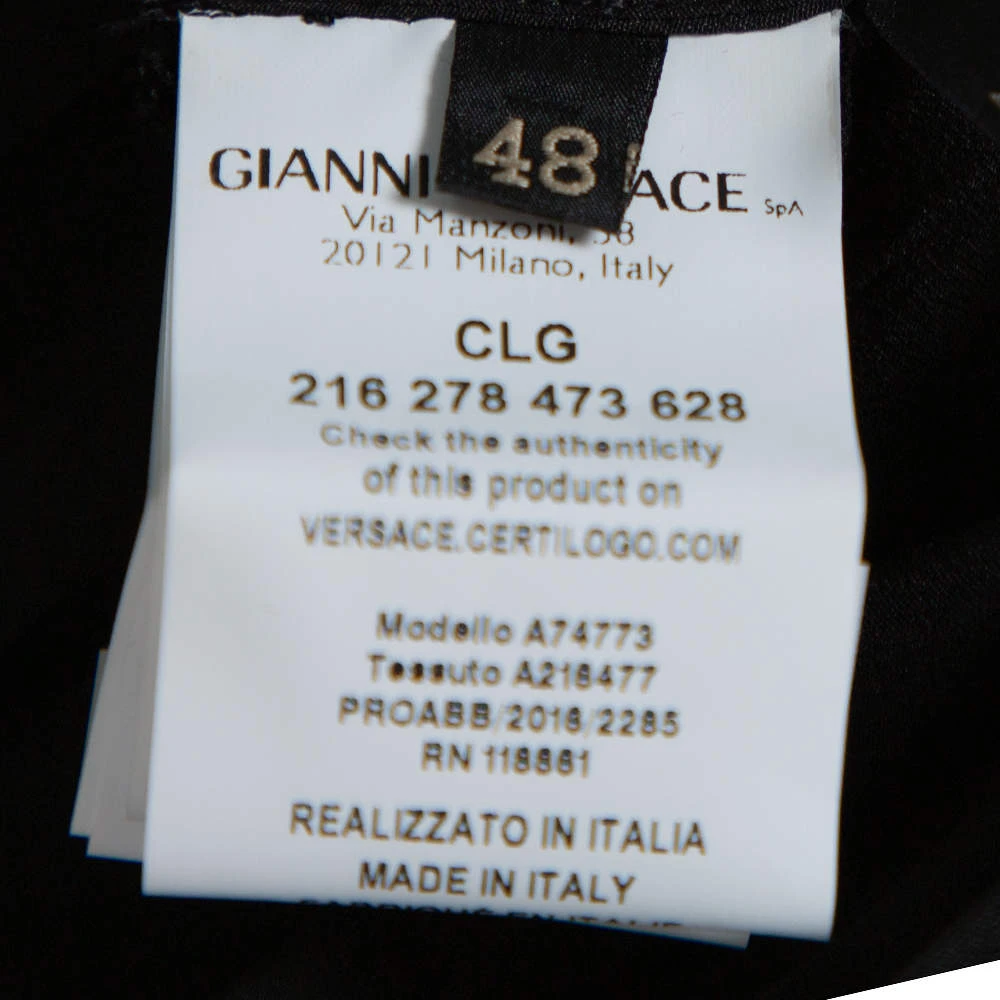 48
GIANNI ACE SpA
Via Manzoni, 38
20121 Milano, Italy
CLG
216 278 473 628
Check the authenticity
of this product on
VERSACE.CERTILOGO.COM
Modello A74773
Tessuto A218477
PROABB/2016/2285
RN 118861
REALIZZATO IN ITALIA
MADE IN ITALY